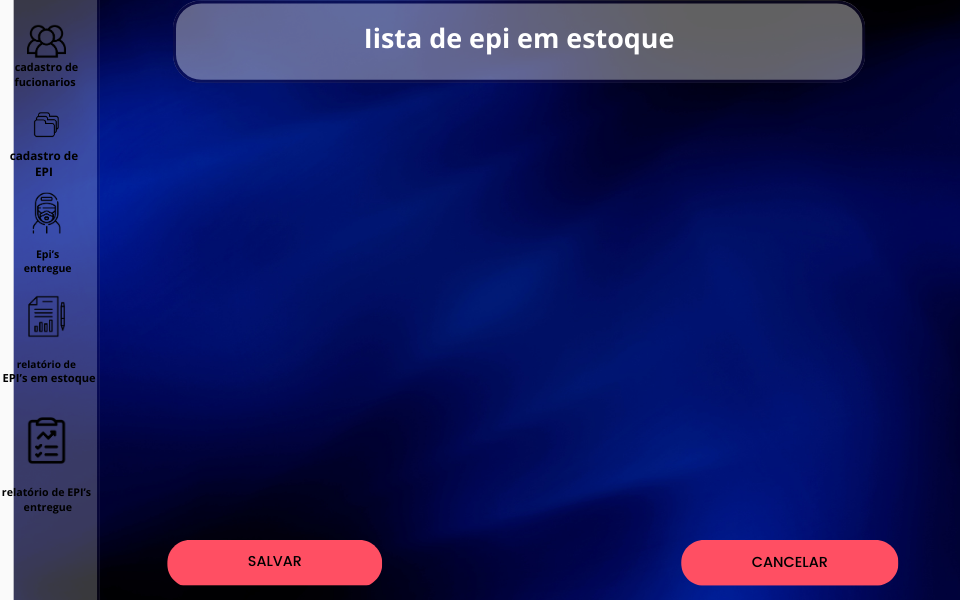 lista de epi em estoque
cadastro de
fucionarios
cadastro de
EPI
Epi's
entregue
relatório de
EPI's em estoque
relatório de EPI's
entregue
SALVAR
CANCELAR